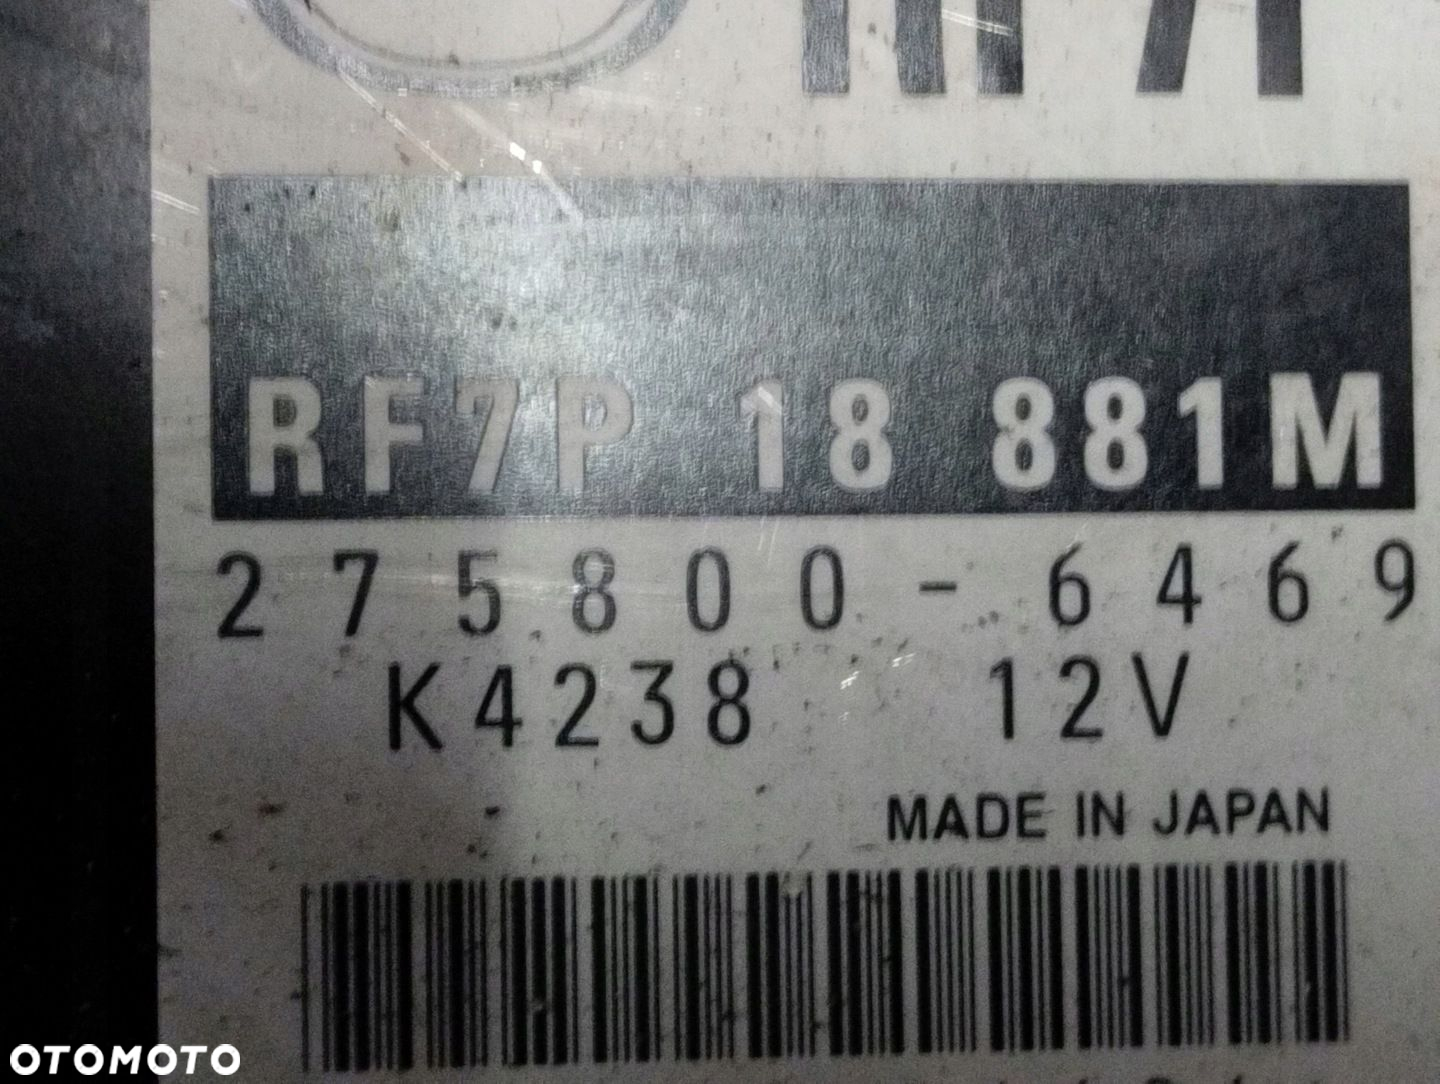 RF7P 18 881M
275800-6469
K4238 12V
MADE IN JAPAN
OTOMOTO